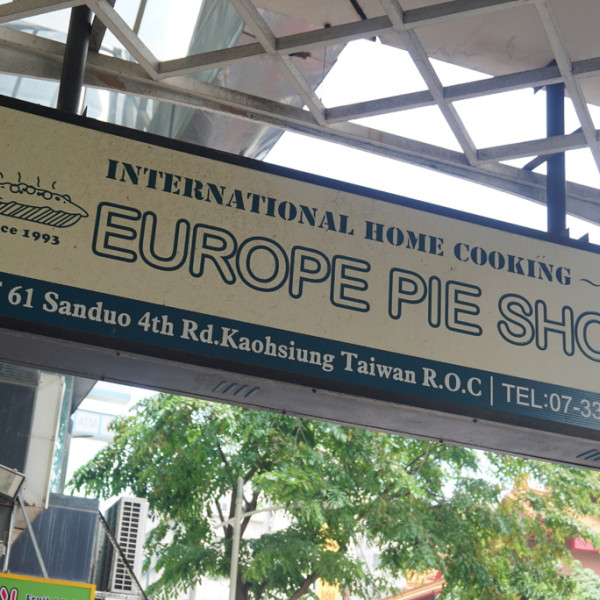 INTERNATIONAL HOME COOKING ~
EUROPE PIE SHO
ce 1993
61 Sanduo 4th Rd.Kaohsiung Taiwan R.O.C | TEL:07-33